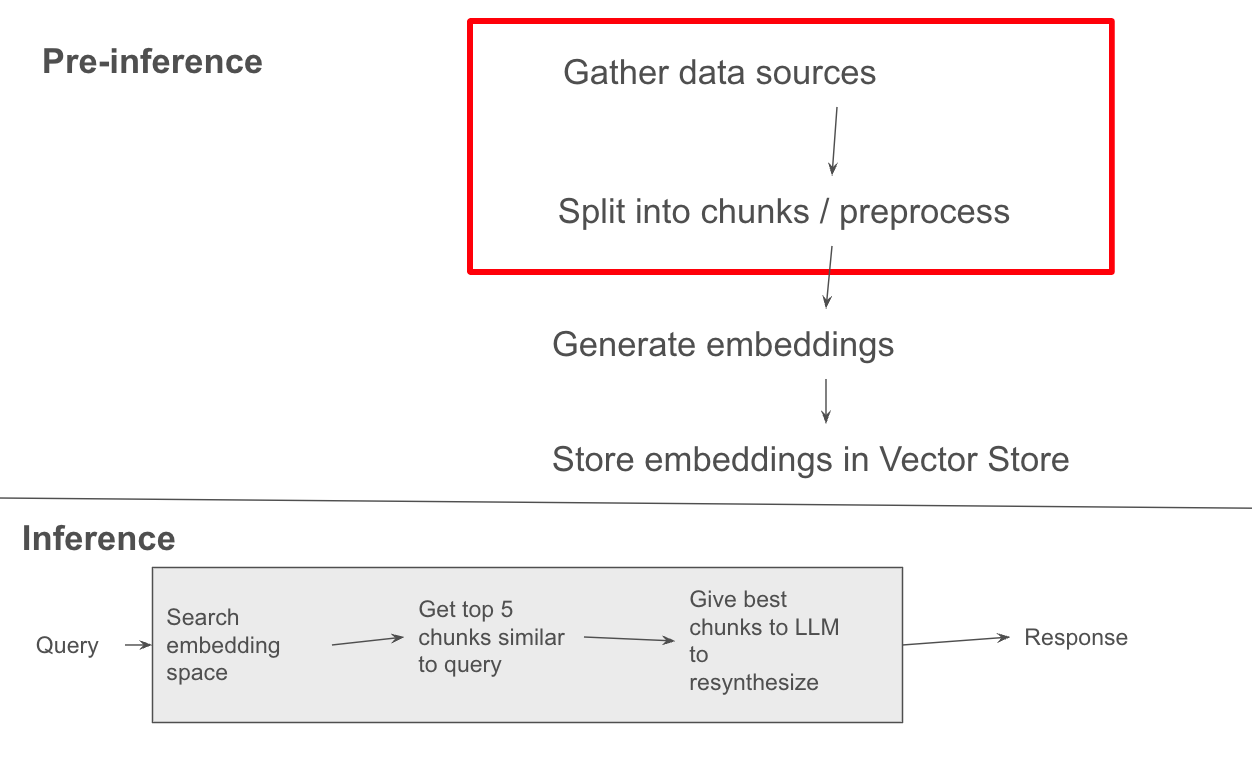 Pre-inference
Gather data sources
Split into chunks / preprocess
Generate embeddings
Store embeddings in Vector Store
Inference
Query
Search
embedding
space
Get top 5
chunks similar
to query
Give best
chunks to LLM
to
resynthesize
Response